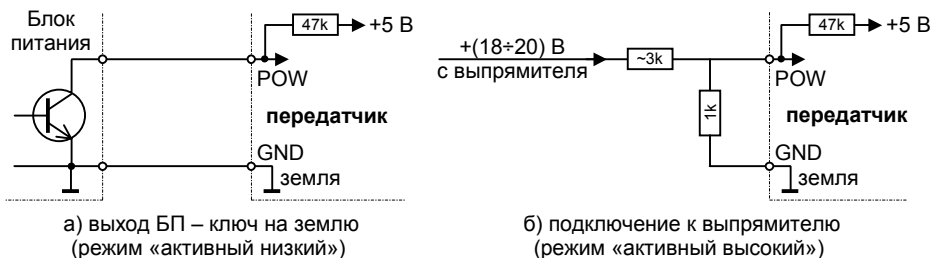 Блок
питания
47k
+5 В
POW
передатчик
GND
земля
а) выход БП – ключ на землю
(режим «активный низкий»)
+(18÷20) В
с выпрямителя
~3k
1k
47k
+5 В
POW
передатчик
GND
земля
б) подключение к выпрямителю
(режим «активный высокий»)